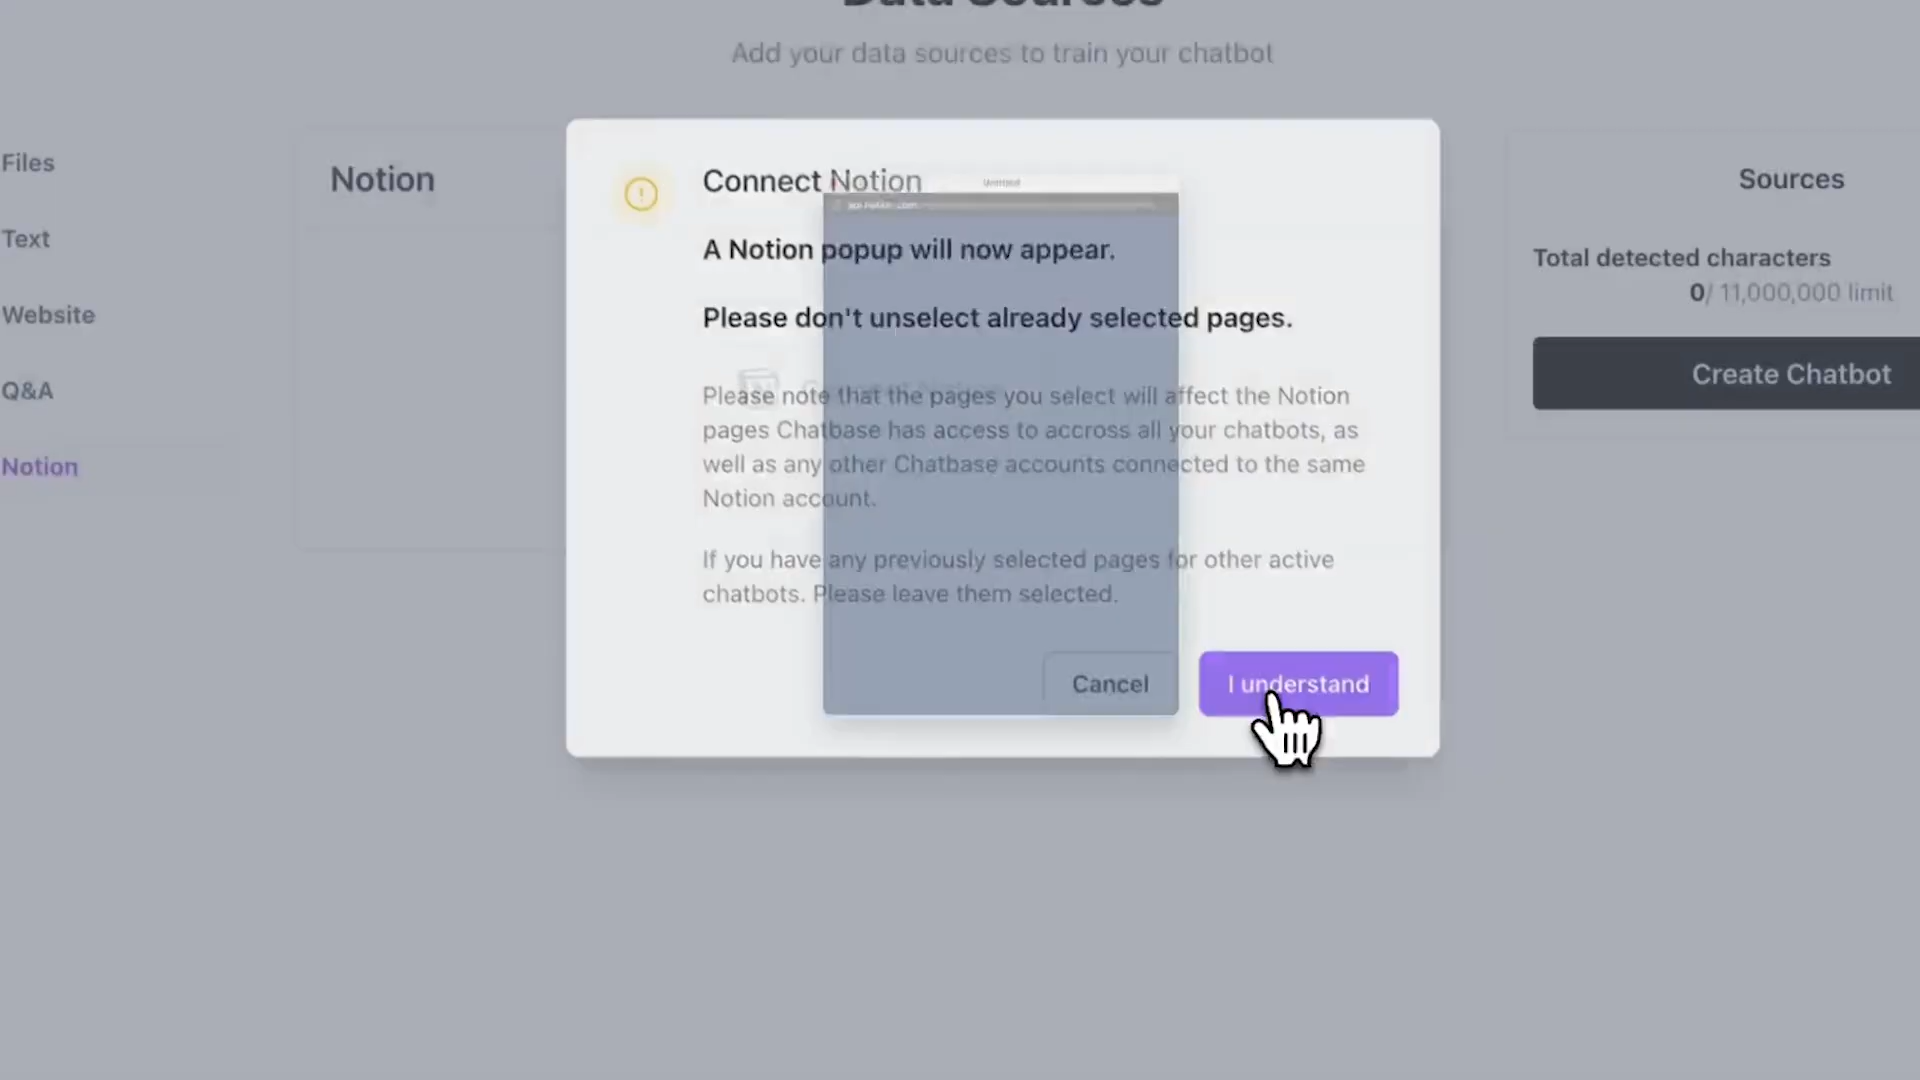 Data Sources
Add your data sources to train your chatbot
Files
Text
Website
Q&A
Notion
Notion
Connect Notion
A Notion popup will now appear.
Please don't unselect already selected pages.
Please note that the pages you select will affect the Notion
pages Chatbase has access to accross all your chatbots, as
well as any other Chatbase accounts connected to the same
Notion account.
If you have any previously selected pages for other active
chatbots. Please leave them selected.
Cancel
I understand
Untitled
Sources
Total detected characters
0/ 11,000,000 limit
Create Chatbot